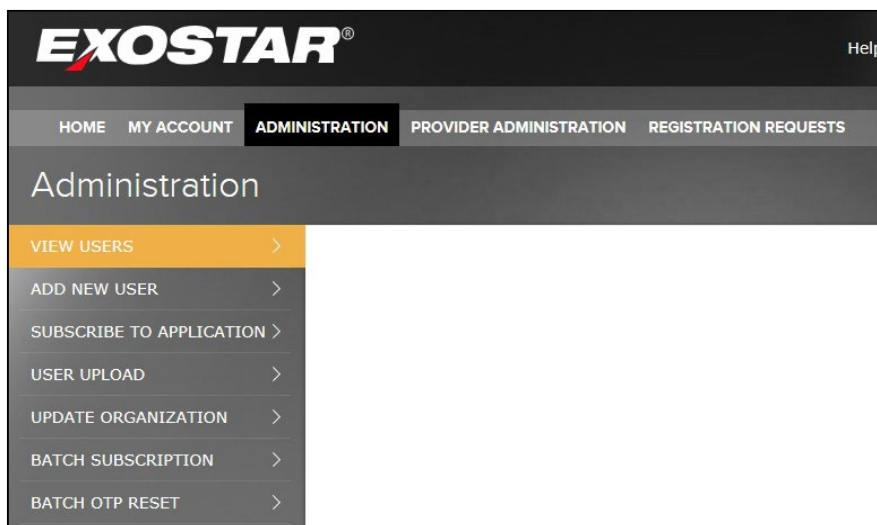 EXOSTAR®
Help
HOME MY ACCOUNT ADMINISTRATION PROVIDER ADMINISTRATION REGISTRATION REQUESTS
Administration
VIEW USERS
ADD NEW USER
SUBSCRIBE TO APPLICATION
USER UPLOAD
UPDATE ORGANIZATION
BATCH SUBSCRIPTION
BATCH OTP RESET